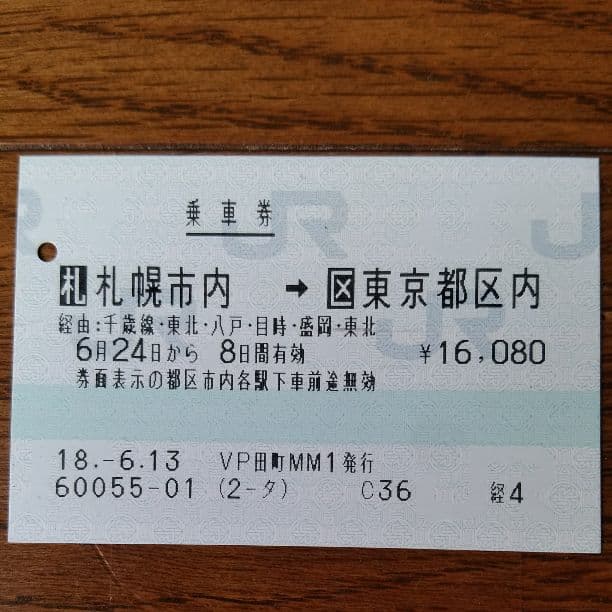 乗車券
札 札幌市内 → 区 東京都区内
経由:千歳線・東北・八戸・目時・盛岡・東北
6月24日から 8日間有効 ¥16,080
券面表示の都区市内各駅下車前途無効
18.-6.13 VP田町MM1発行
60055-01 (2-タ) C36 経4